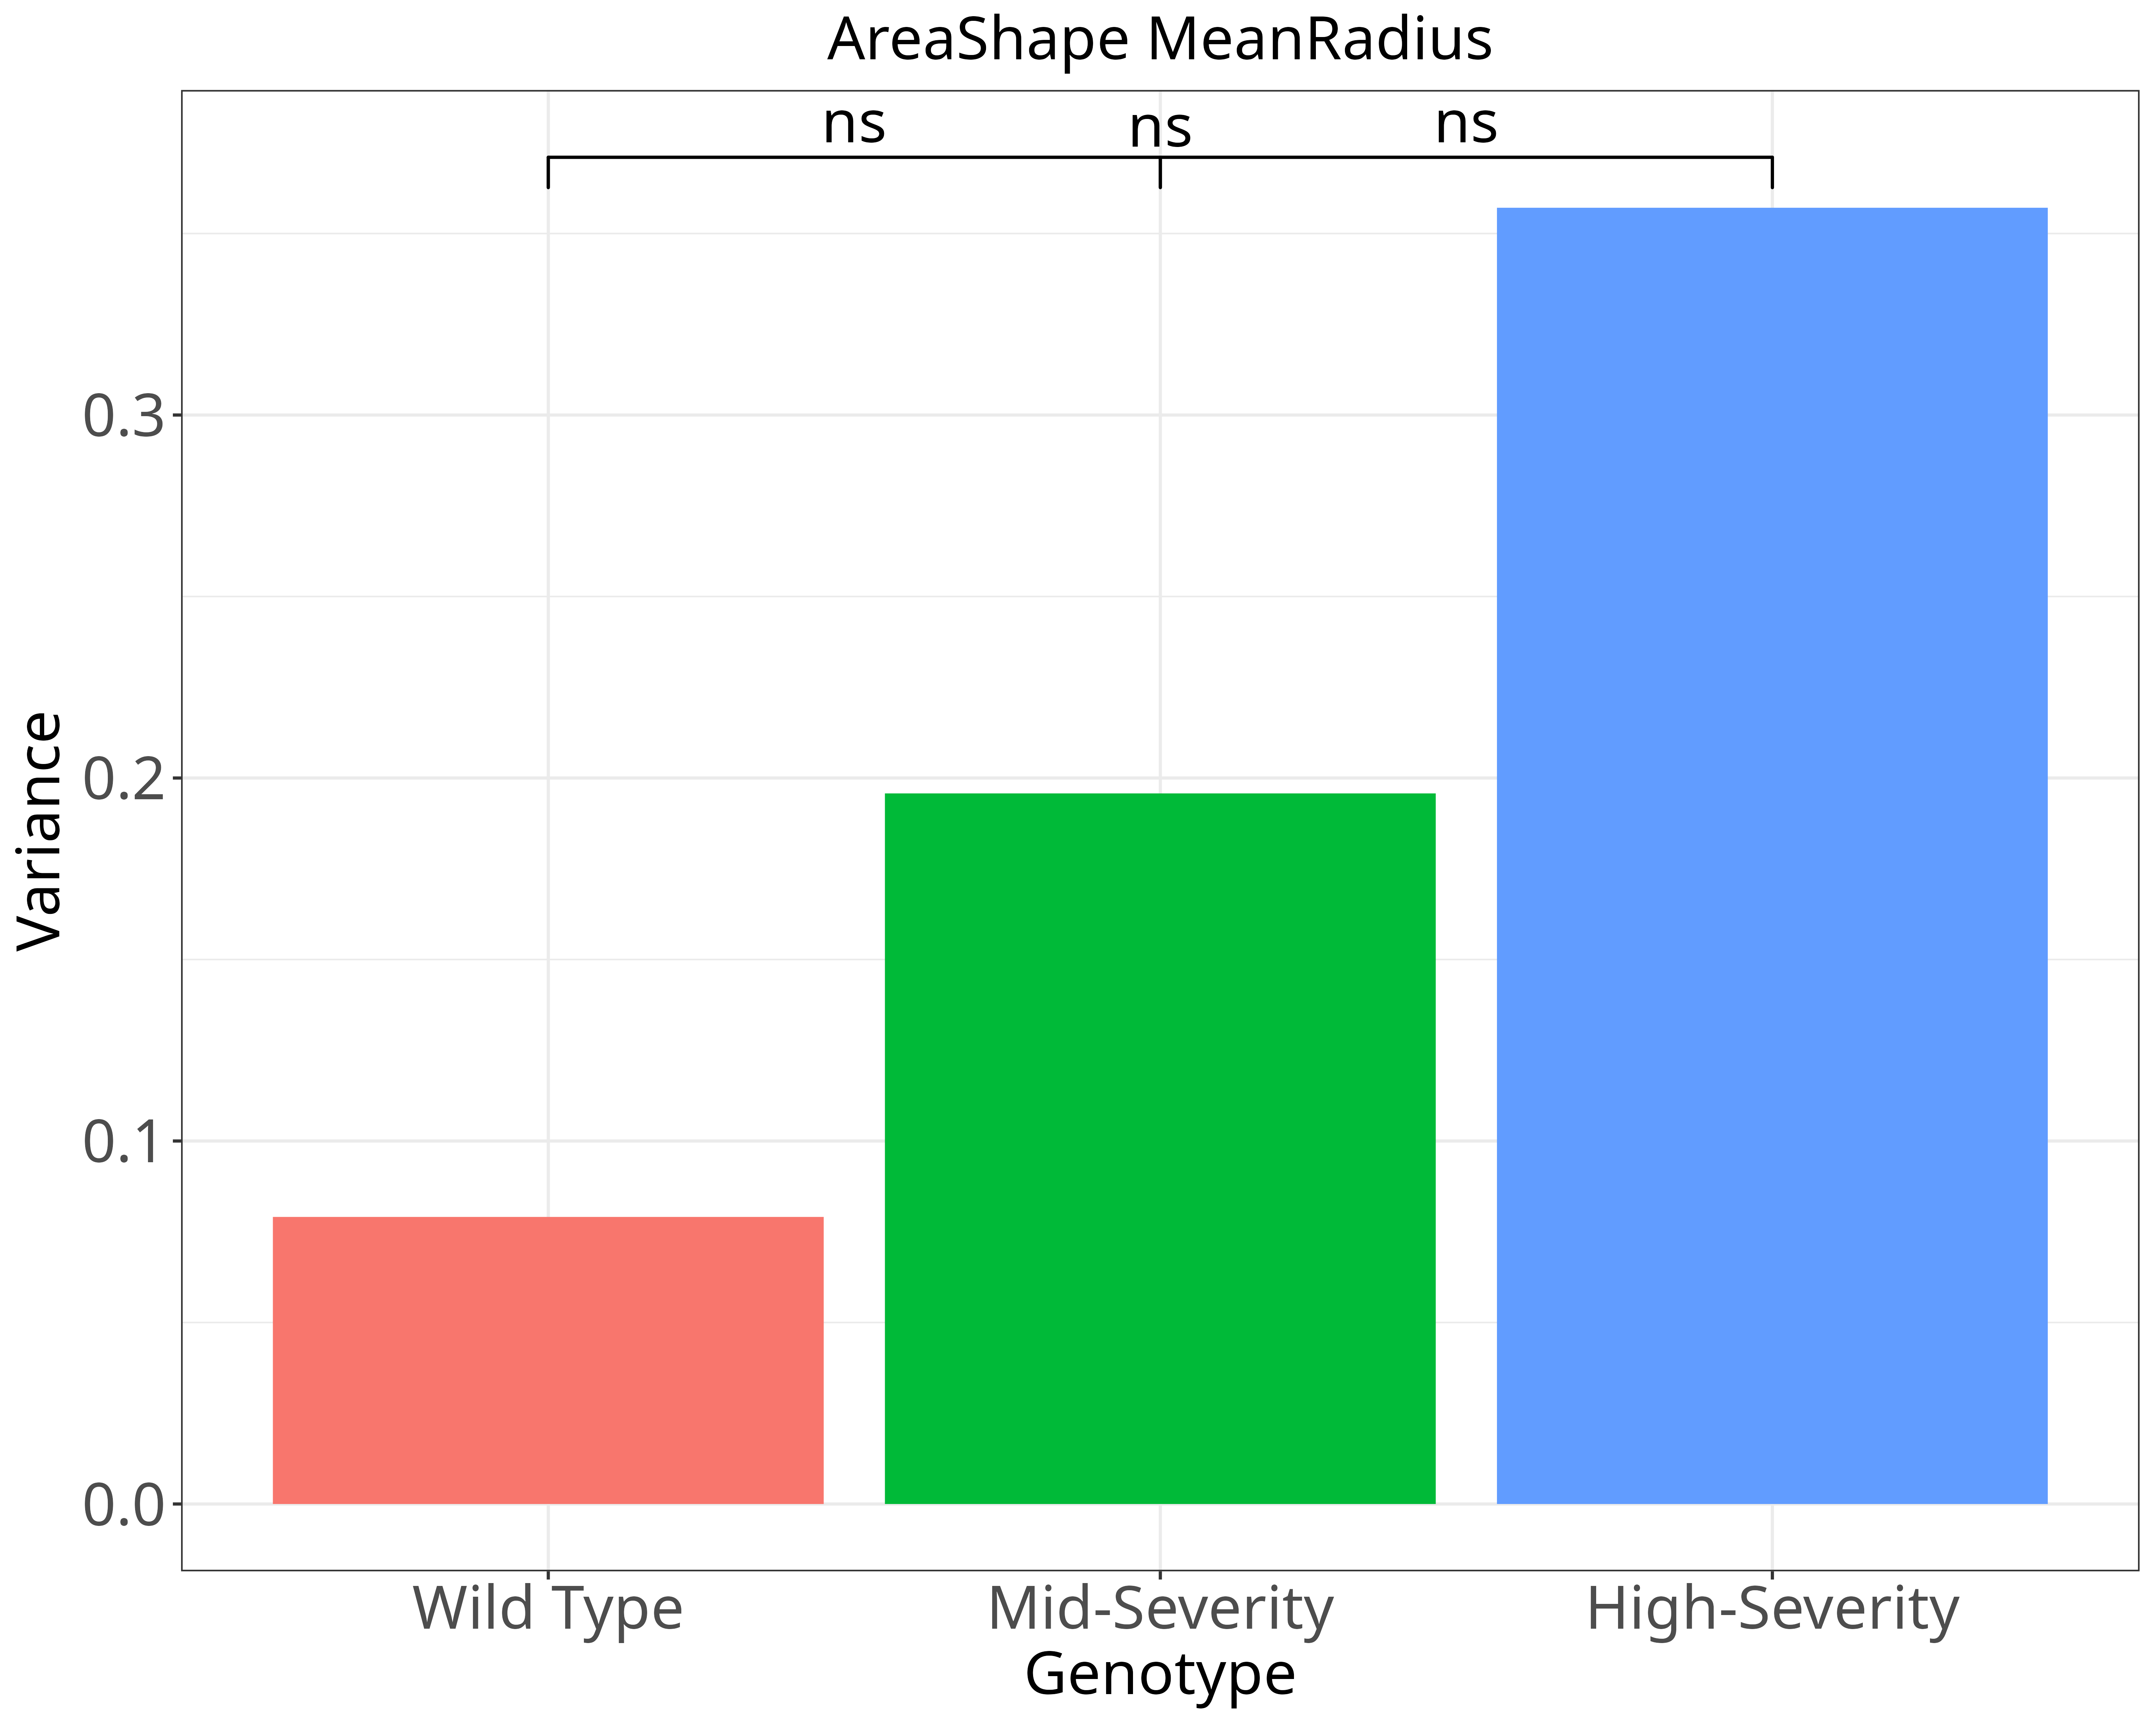 AreaShape MeanRadius
ns ns ns
0.3
0.2
0.1
0.0
Variance
Wild Type Mid-Severity High-Severity
Genotype